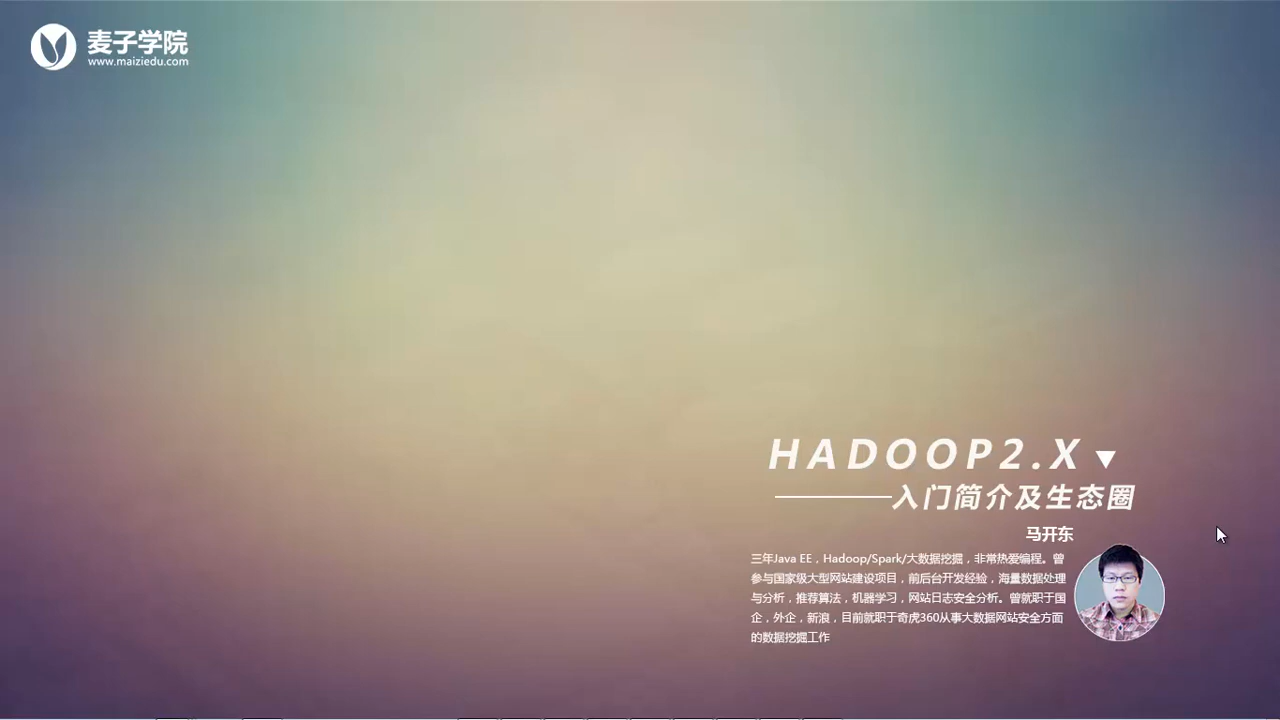 麦子学院
www.maiziedu.com
HADOOP2.X
入门简介及生态圈
马开东
三年Java EE，Hadoop/Spark/大数据挖掘，非常热爱编程。曾
参与国家级大型网站建设项目，前后台开发经验，海量数据处理
与分析，推荐算法，机器学习，网站日志安全分析。曾就职于国
企，外企，新浪，目前就职于奇虎360从事大数据网站安全方面
的数据挖掘工作